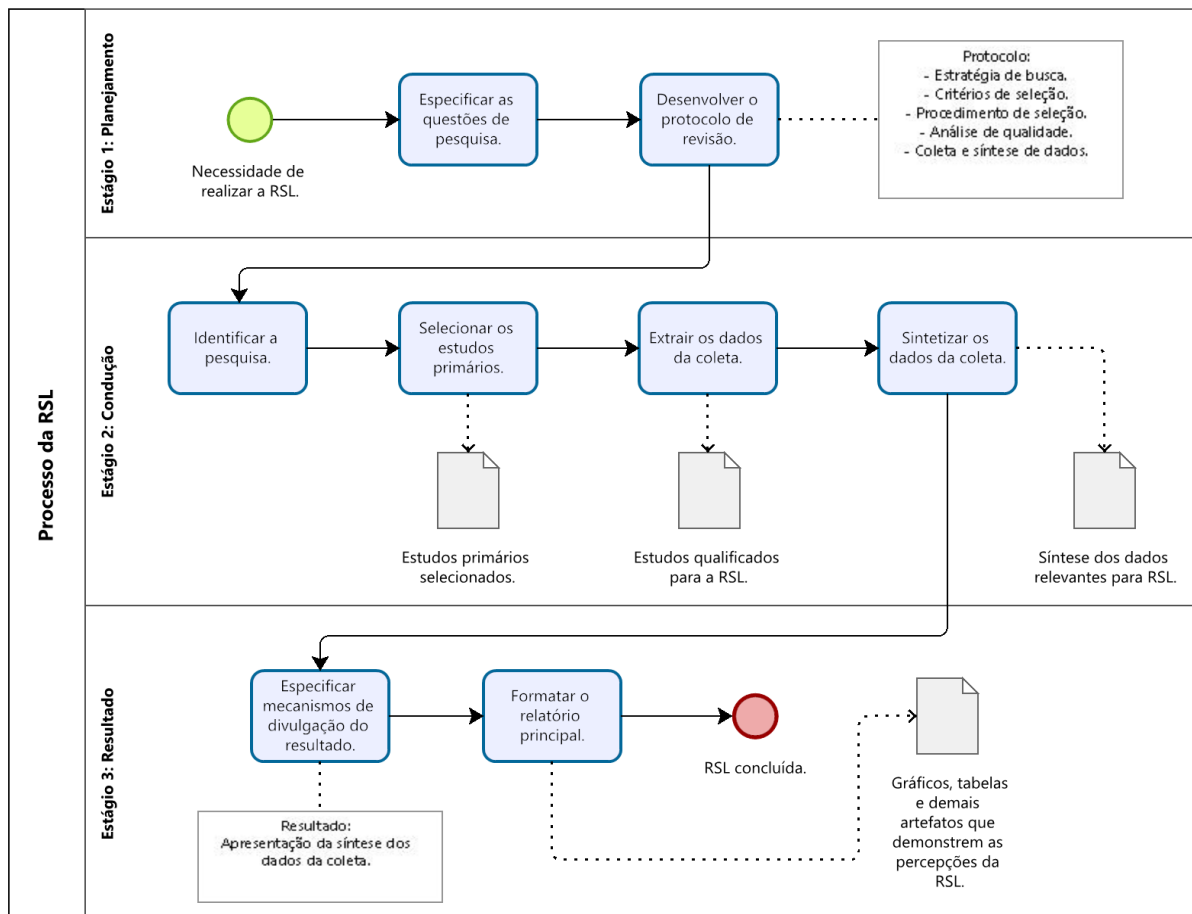 Processo da RSL
Estágio 1: Planejamento
Necessidade de
realizar a RSL.
Especificar as
questões de
pesquisa.
Desenvolver o
protocolo de
revisão.
Protocolo:
- Estratégia de busca.
- Critérios de seleção.
- Procedimento de seleção.
- Análise de qualidade.
- Coleta e síntese de dados.
Estágio 2: Condução
Identificar a
pesquisa.
Selecionar os
estudos
primários.
Extrair os dados
da coleta.
Sintetizar os
dados da coleta.
Estudos primários
selecionados.
Estudos qualificados
para a RSL.
Síntese dos dados
relevantes para RSL.
Estágio 3: Resultado
Especificar
mecanismos de
divulgação do
resultado.
Formatar o
relatório
principal.
RSL concluída.
Resultado:
Apresentação da síntese dos
dados da coleta.
Gráficos, tabelas
e demais
artefatos que
demonstrem as
percepções da
RSL.